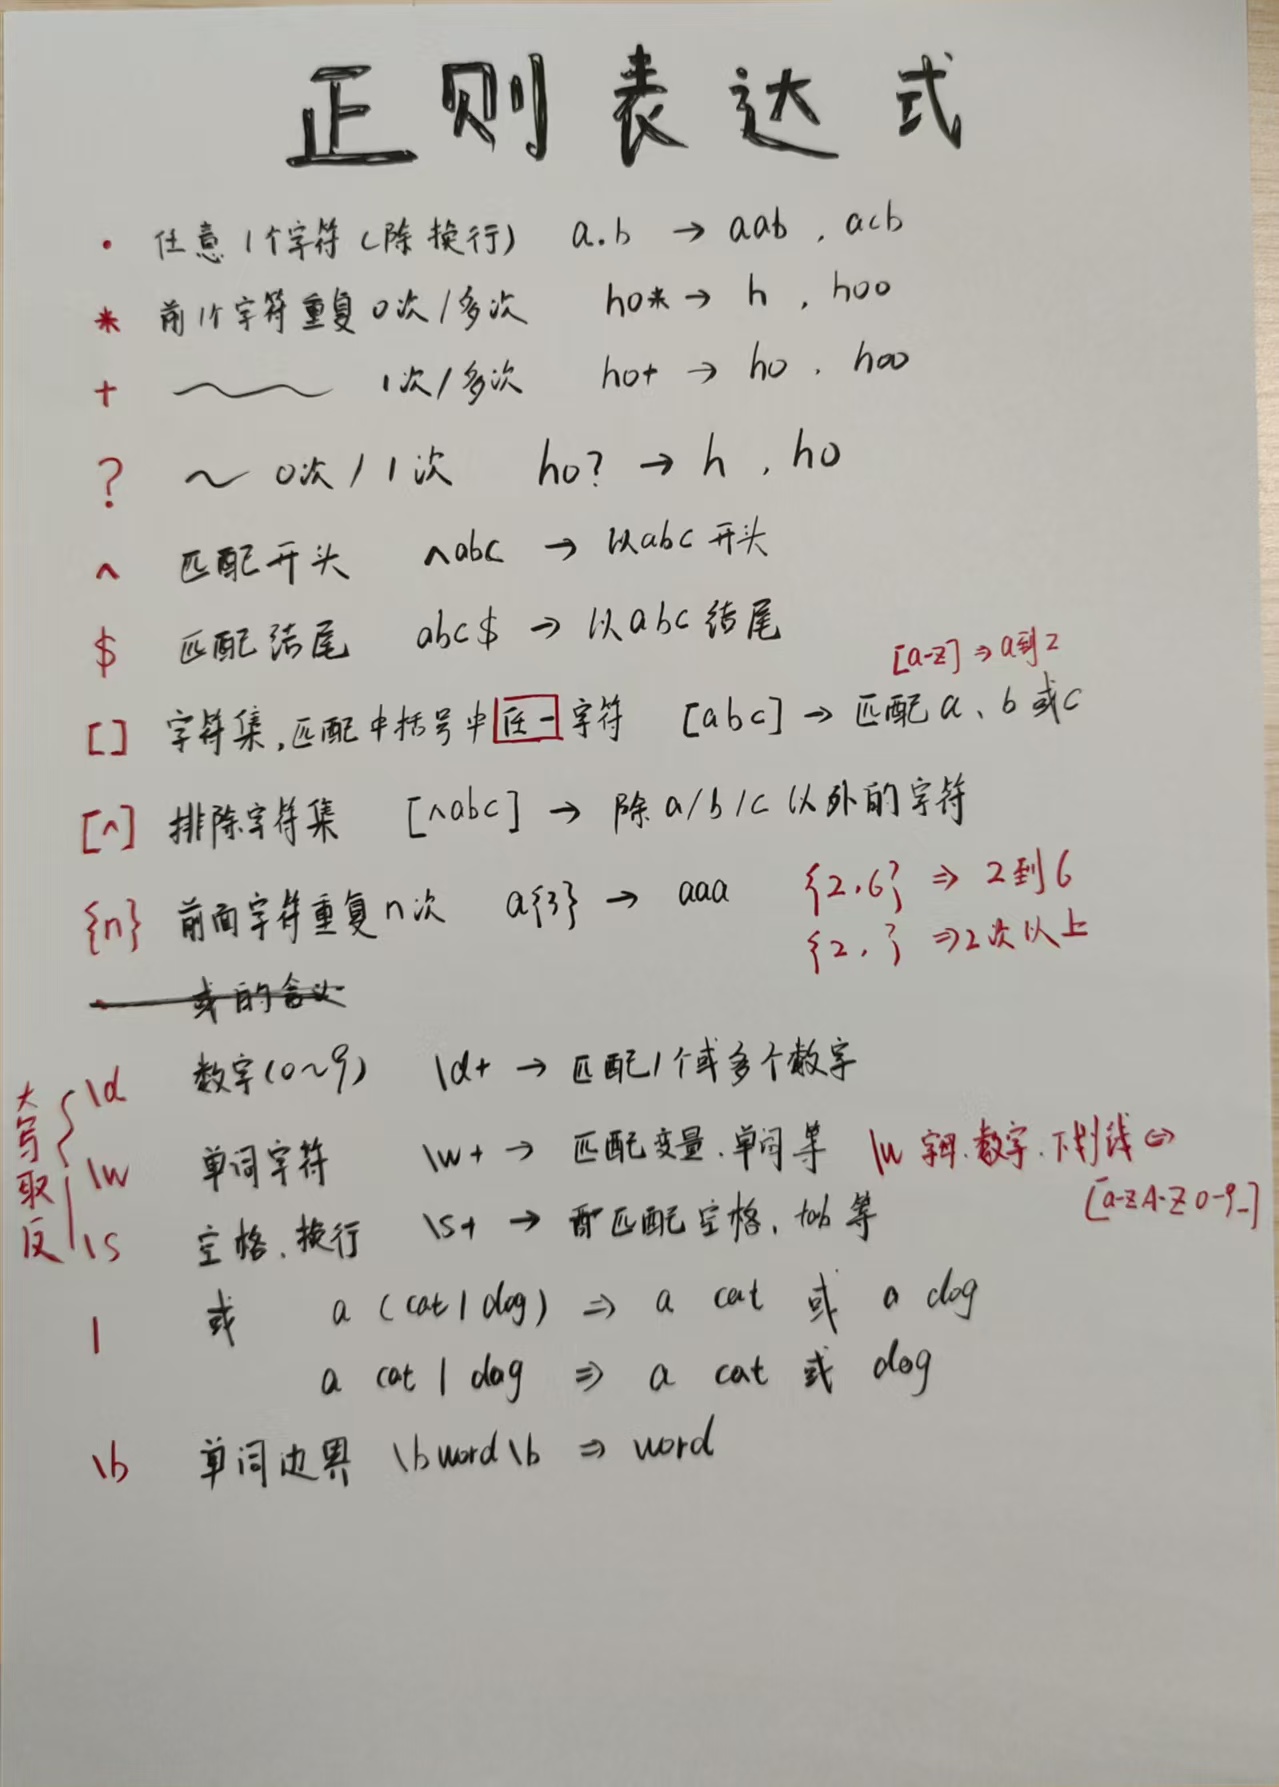 正则表达式
. 任意1个字符(除换行) a.b → aab, acb
* 前1个字符重复0次/多次 ho* → h, hoo
+ ~ 1次/多次 ho+ → ho, hoo
? ~ 0次/1次 ho? → h, ho
^ 匹配开头 ^abc → 以abc开头
$ 匹配结尾 abc$ → 以abc结尾
[a-z] ⇒ a到z
[] 字符集,匹配中括号中任一字符 [abc] → 匹配a、b或c
[^] 排除字符集 [^abc] → 除a/b/c以外的字符
{n} 前面字符重复n次 a{3} → aaa {2,6} ⇒ 2到6
{2,} ⇒ 2次以上
或的含义
大写取反
\d 数字(0~9) \d+ → 匹配1个或多个数字
\w 单词字符 \w+ → 匹配变量、单词等 \w 字母、数字、下划线 ⇔
[a-zA-Z0-9_]
\s 空格、换行 \s+ → 匹配空格、tab等
| 或 a (cat|dog) ⇒ a cat 或 a dog
a cat|dog ⇒ a cat 或 dog
\b 单词边界 \bword\b ⇒ word